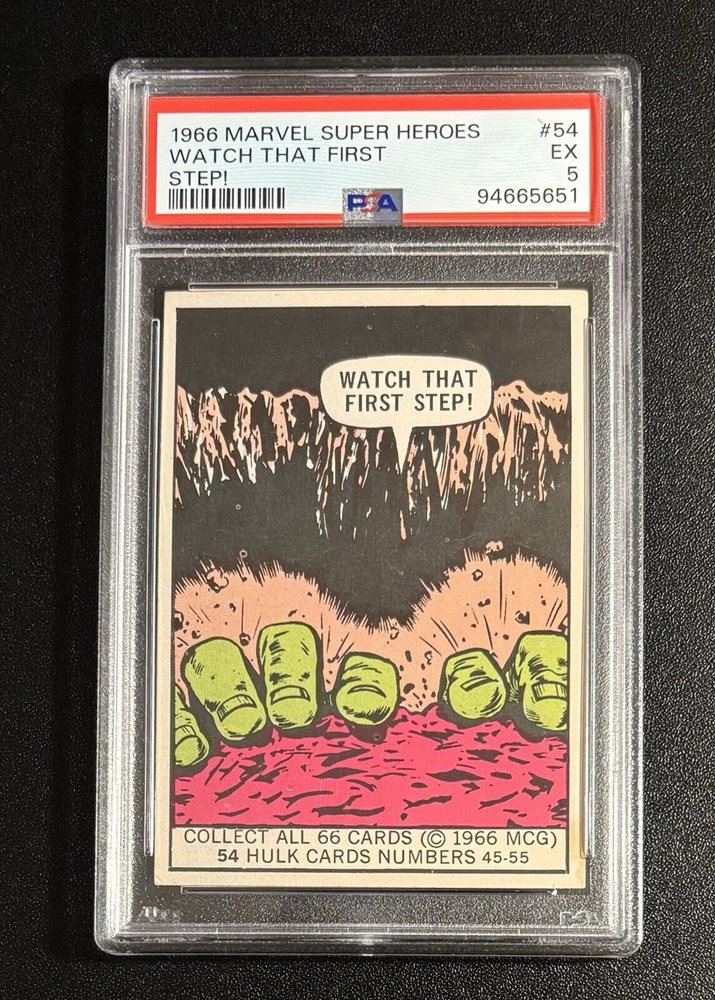 1966 MARVEL SUPER HEROES #54
WATCH THAT FIRST EX
STEP! 5
PSA 94665651
WATCH THAT
FIRST STEP!
COLLECT ALL 66 CARDS (© 1966 MCG)
54 HULK CARDS NUMBERS 45-55